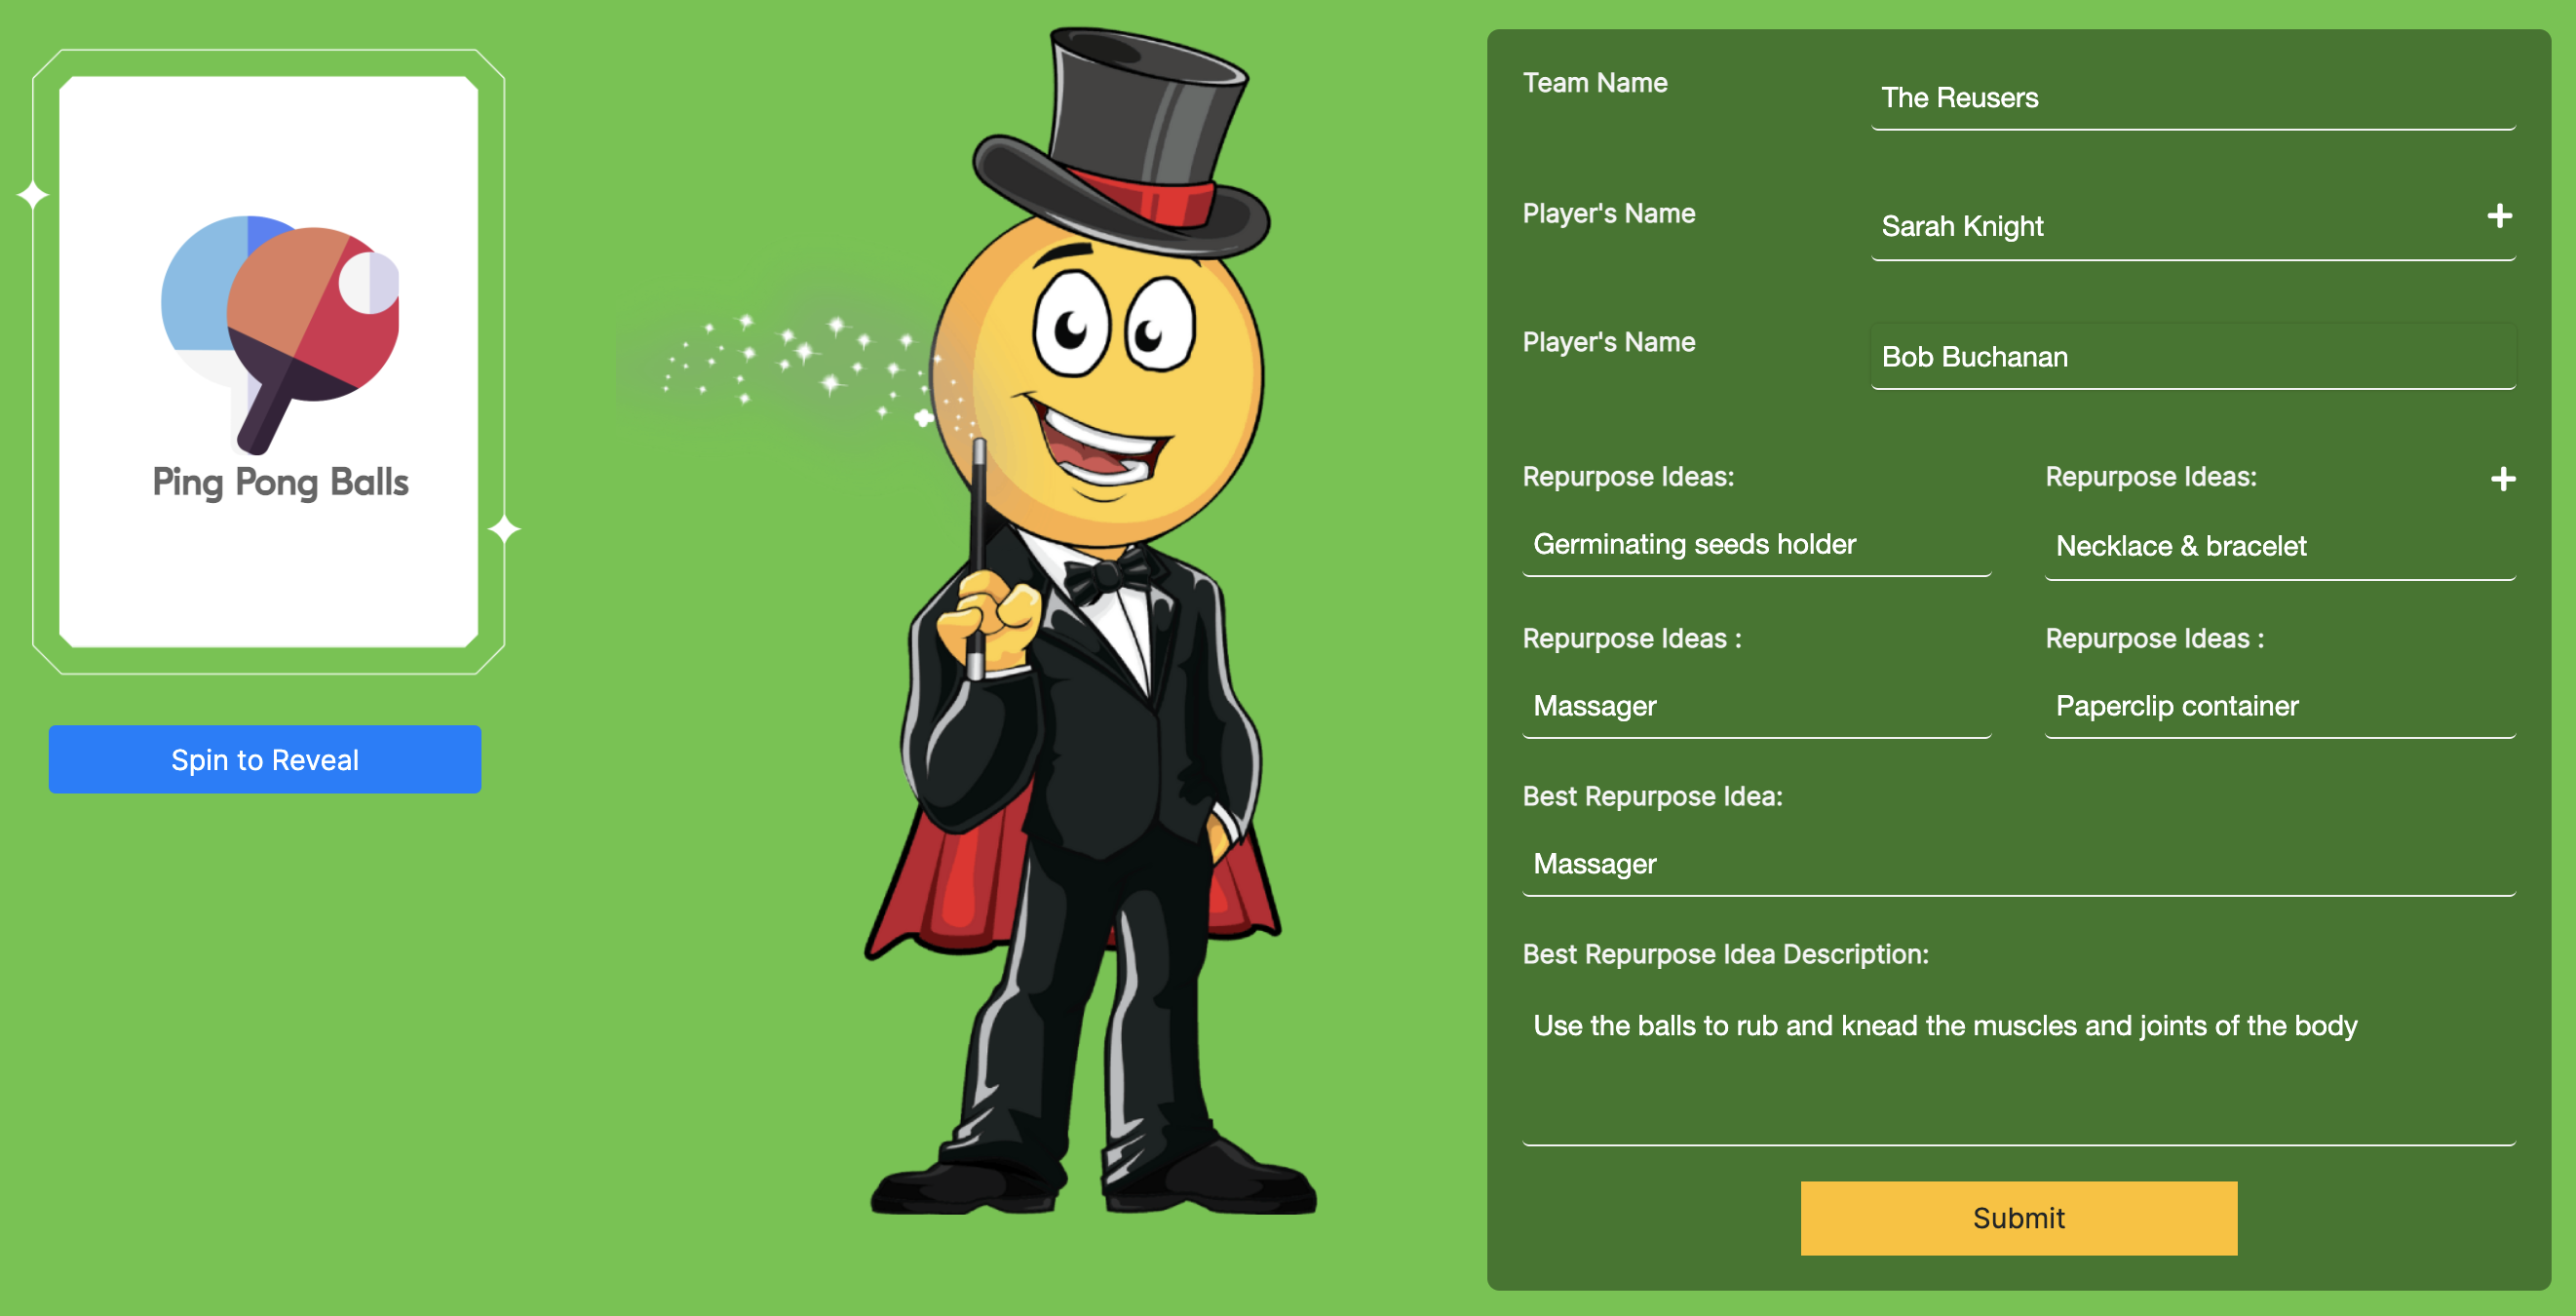 Ping Pong Balls
Spin to Reveal
Team Name
The Reusers
Player's Name
Sarah Knight
Player's Name
Bob Buchanan
Repurpose Ideas:
Germinating seeds holder
Repurpose Ideas:
Necklace & bracelet
Repurpose Ideas :
Massager
Repurpose Ideas :
Paperclip container
Best Repurpose Idea:
Massager
Best Repurpose Idea Description:
Use the balls to rub and knead the muscles and joints of the body
Submit